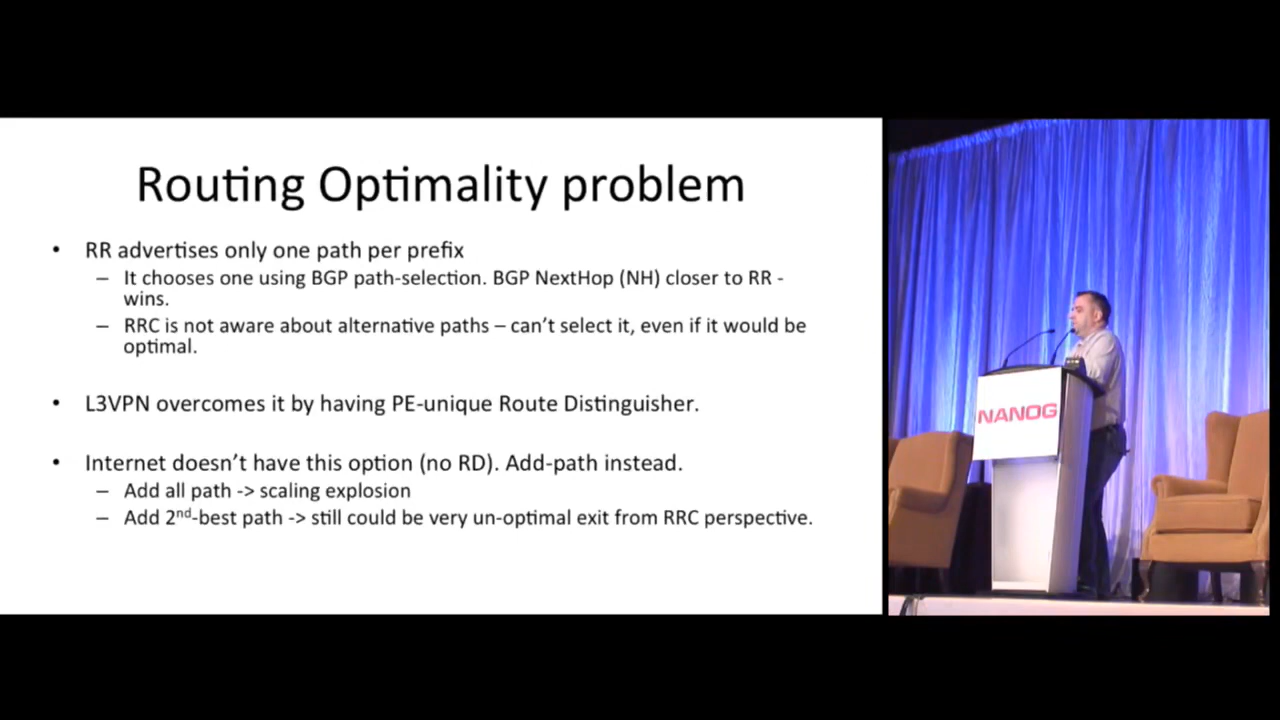 Routing Optimality problem
• RR advertises only one path per prefix
– It chooses one using BGP path-selection. BGP NextHop (NH) closer to RR -
wins.
– RRC is not aware about alternative paths – can't select it, even if it would be
optimal.
• L3VPN overcomes it by having PE-unique Route Distinguisher.
• Internet doesn't have this option (no RD). Add-path instead.
– Add all path -> scaling explosion
– Add 2nd-best path -> still could be very un-optimal exit from RRC perspective.
NANOG